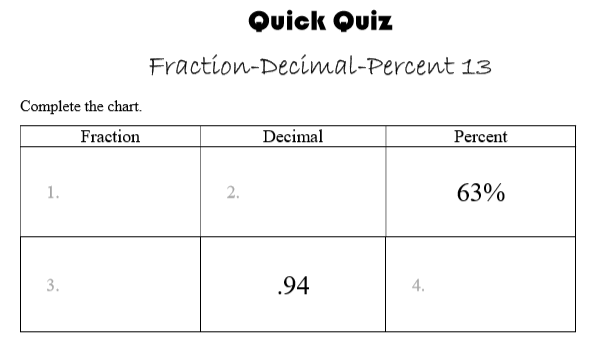 Quick Quiz
Fraction-Decimal-Percent 13
Complete the chart.
Fraction Decimal Percent
1. 2. 63%
3. .94 4.